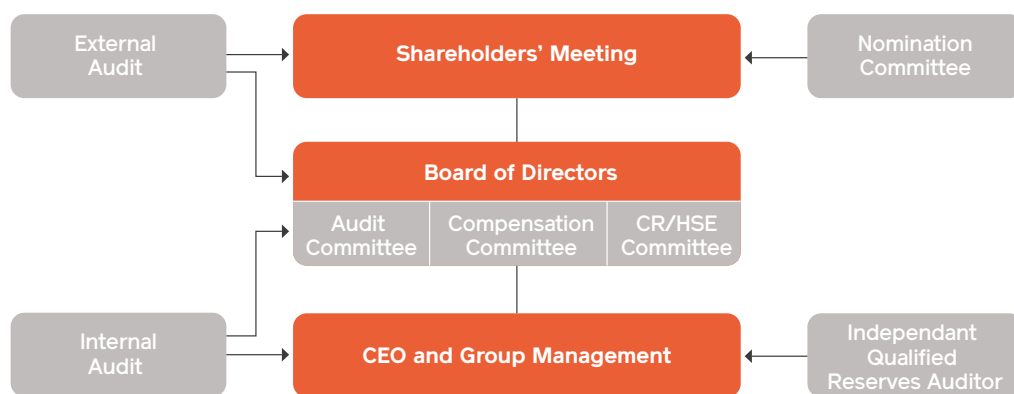 External
Audit
Shareholders’ Meeting
Nomination
Committee
Board of Directors
Audit
Committee
Compensation
Committee
CR/HSE
Committee
Internal
Audit
CEO and Group Management
Independant
Qualified
Reserves Auditor